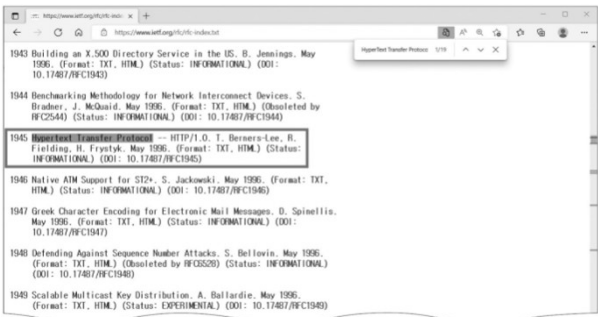 https://www.ietf.org/rfc/rfc-index
https://www.ietf.org/rfc/rfc-index.txt
HyperText Transfer Protoco 1/19
1943 Building an X.500 Directory Service in the US. B. Jennings. May
1996. (Format: TXT, HTML) (Status: INFORMATIONAL) (DOI:
10.17487/RFC1943)
1944 Benchmarking Methodology for Network Interconnect Devices. S.
Bradner, J. McQuaid. May 1996. (Format: TXT, HTML) (Obsoleted by
RFC2544) (Status: INFORMATIONAL) (DOI: 10.17487/RFC1944)
1945 Hypertext Transfer Protocol -- HTTP/1.0. T. Berners-Lee, R.
Fielding, H. Frystyk. May 1996. (Format: TXT, HTML) (Status:
INFORMATIONAL) (DOI: 10.17487/RFC1945)
1946 Native ATM Support for ST2+. S. Jackowski. May 1996. (Format: TXT,
HTML) (Status: INFORMATIONAL) (DOI: 10.17487/RFC1946)
1947 Greek Character Encoding for Electronic Mail Messages. D. Spinellis.
May 1996. (Format: TXT, HTML) (Status: INFORMATIONAL) (DOI:
10.17487/RFC1947)
1948 Defending Against Sequence Number Attacks. S. Bellovin. May 1996.
(Format: TXT, HTML) (Obsoleted by RFC6528) (Status: INFORMATIONAL)
(DOI: 10.17487/RFC1948)
1949 Scalable Multicast Key Distribution. A. Ballardie. May 1996.
(Format: TXT, HTML) (Status: EXPERIMENTAL) (DOI: 10.17487/RFC1949)